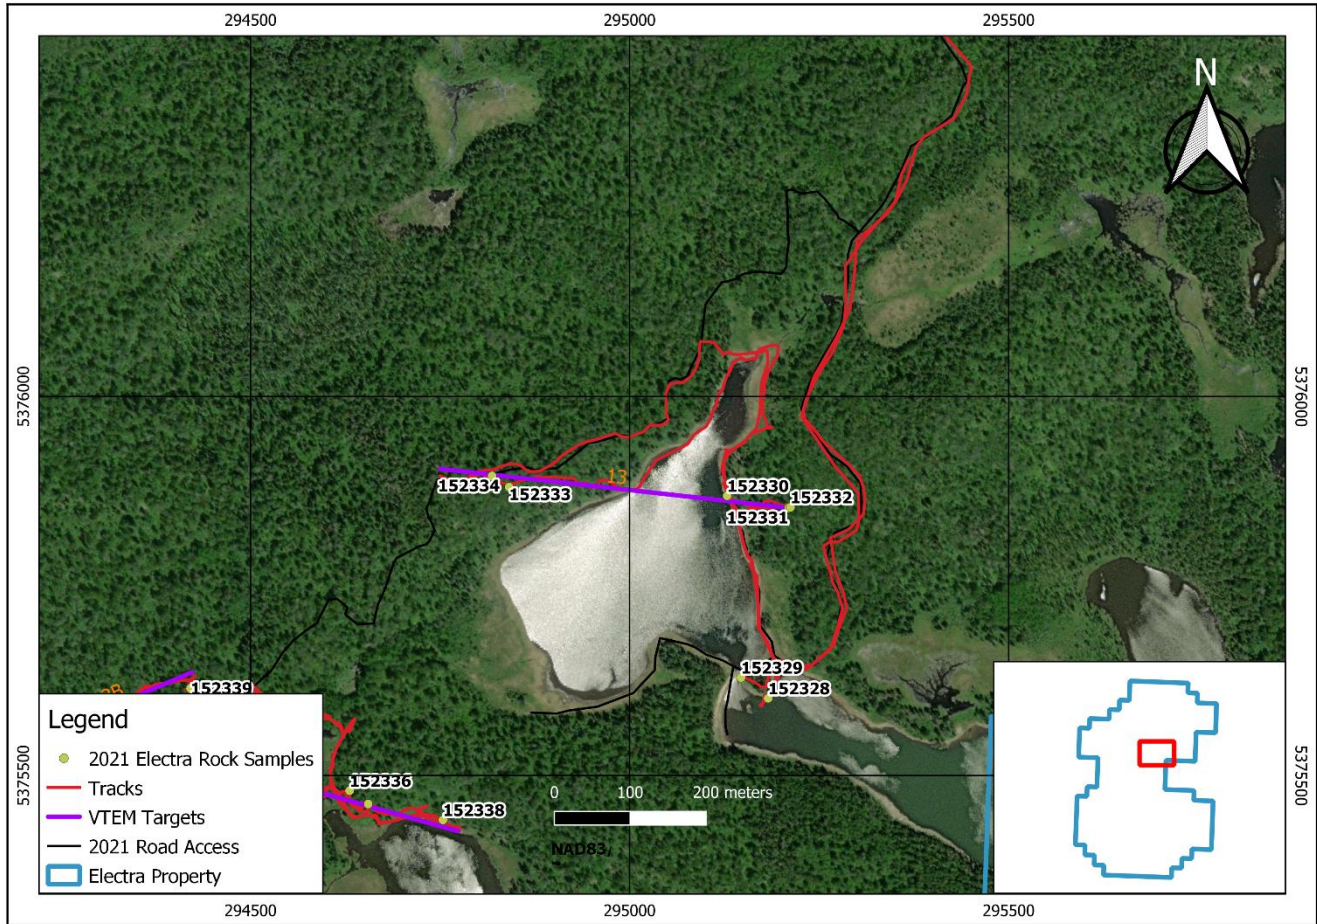 294500 295000 295500
N
5376000 5376000
13
152334
152333
152330
152332
152331
152329
152328
152339
5375500 5375500
152336
152338
0 100 200 meters
NAD83/
Legend
2021 Electra Rock Samples
Tracks
VTEM Targets
2021 Road Access
Electra Property
294500 295000 295500